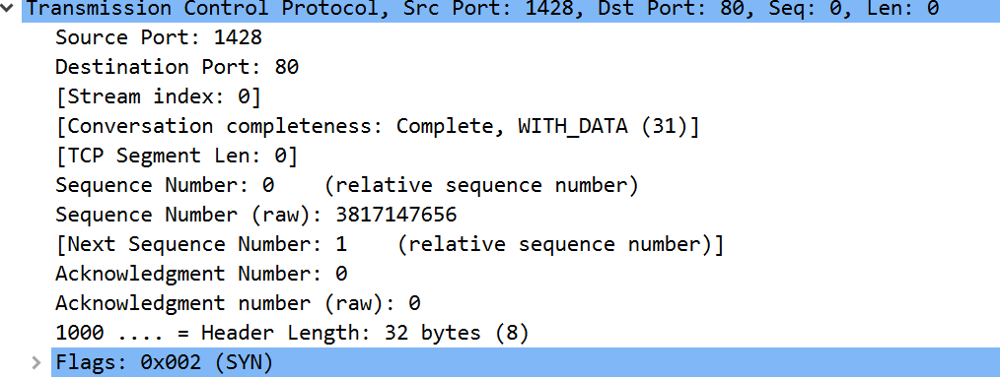 Transmission Control Protocol, Src Port: 1428, Dst Port: 80, Seq: 0, Len: 0
Source Port: 1428
Destination Port: 80
[Stream index: 0]
[Conversation completeness: Complete, WITH_DATA (31)]
[TCP Segment Len: 0]
Sequence Number: 0    (relative sequence number)
Sequence Number (raw): 3817147656
[Next Sequence Number: 1    (relative sequence number)]
Acknowledgment Number: 0
Acknowledgment number (raw): 0
1000 .... = Header Length: 32 bytes (8)
Flags: 0x002 (SYN)